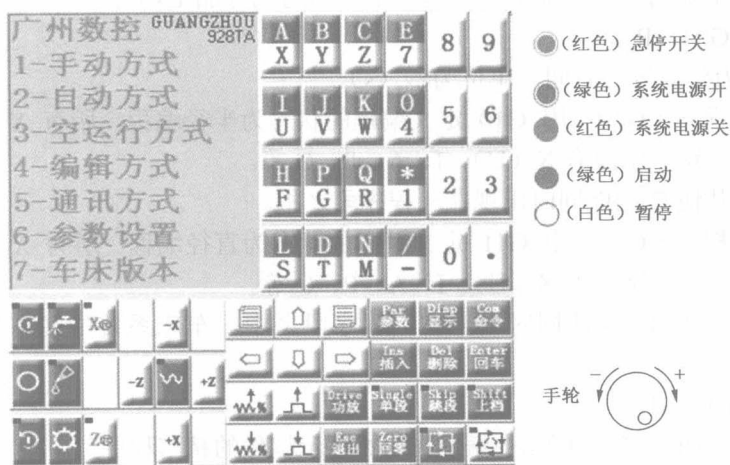 广州数控 GUANGZHOU
928TA
1-手动方式
2-自动方式
3-空运行方式
4-编辑方式
5-通讯方式
6-参数设置
7-车床版本
A B C E
X Y Z 7 8 9
I J K O
U V W 4 5 6
H P Q *
F G R 1 2 3
L D N /
S T M - 0 .
(红色) 急停开关
(绿色) 系统电源开
(红色) 系统电源关
(绿色) 启动
(白色) 暂停
X -X
Par Disp Com
参数 显示 命令
-Z +Z
Ins Del Enter
插入 删除 回车
% Drive Single Skip Shift
功放 单段 跳段 上档
Z +X
% Esc Zero
退出 回零
手轮 - +